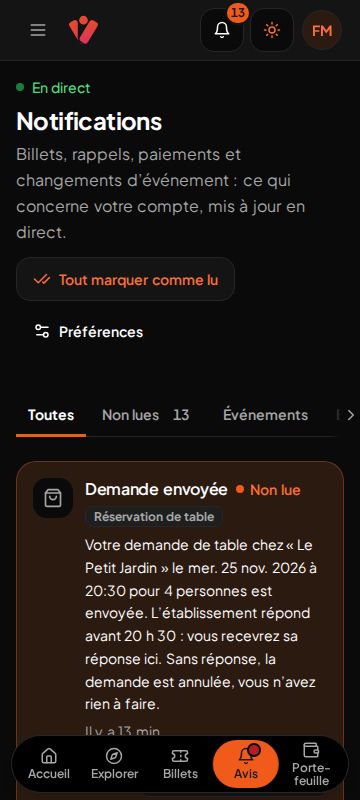 13
FM
En direct
Notifications
Billets, rappels, paiements et
changements d’événement : ce qui
concerne votre compte, mis à jour en
direct.
Tout marquer comme lu
Préférences
Toutes
Non lues 13
Événements
Demande envoyée
Non lue
Réservation de table
Votre demande de table chez « Le
Petit Jardin » le mer. 25 nov. 2026 à
20:30 pour 4 personnes est
envoyée. L’établissement répond
avant 20 h 30 : vous recevrez sa
réponse ici. Sans réponse, la
demande est annulée, vous n’avez
rien à faire.
Il y a 13 min
Accueil
Explorer
Billets
Avis
Porte-
feuille